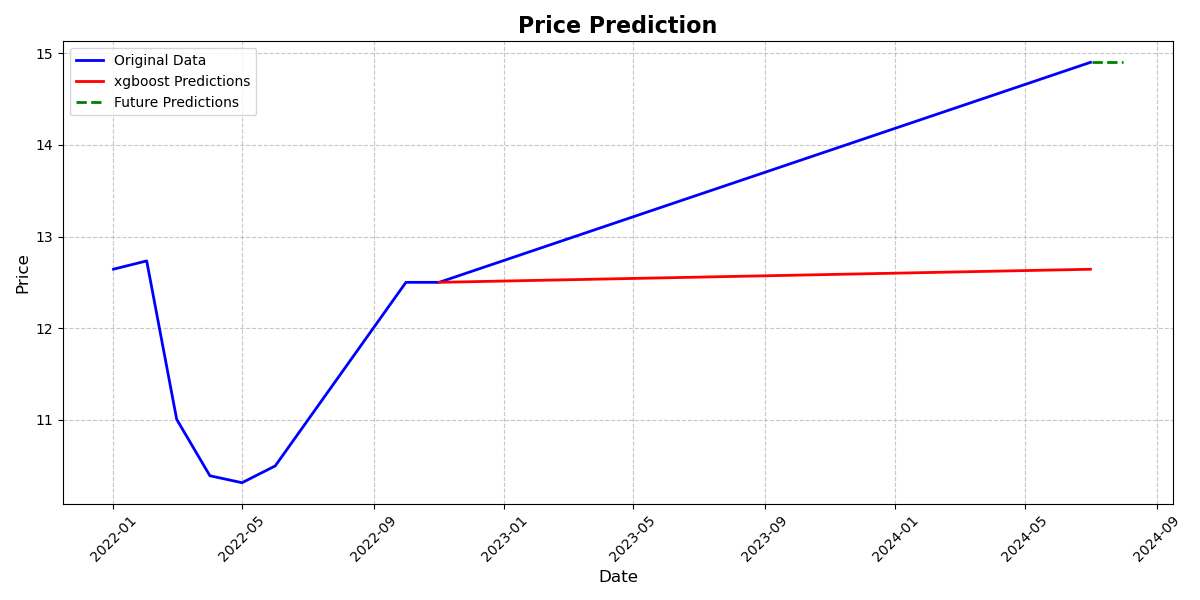 Price Prediction
Original Data
xgboost Predictions
Future Predictions
15
14
13
12
11
Price
2022-01
2022-05
2022-09
2023-01
2023-05
2023-09
2024-01
2024-05
2024-09
Date